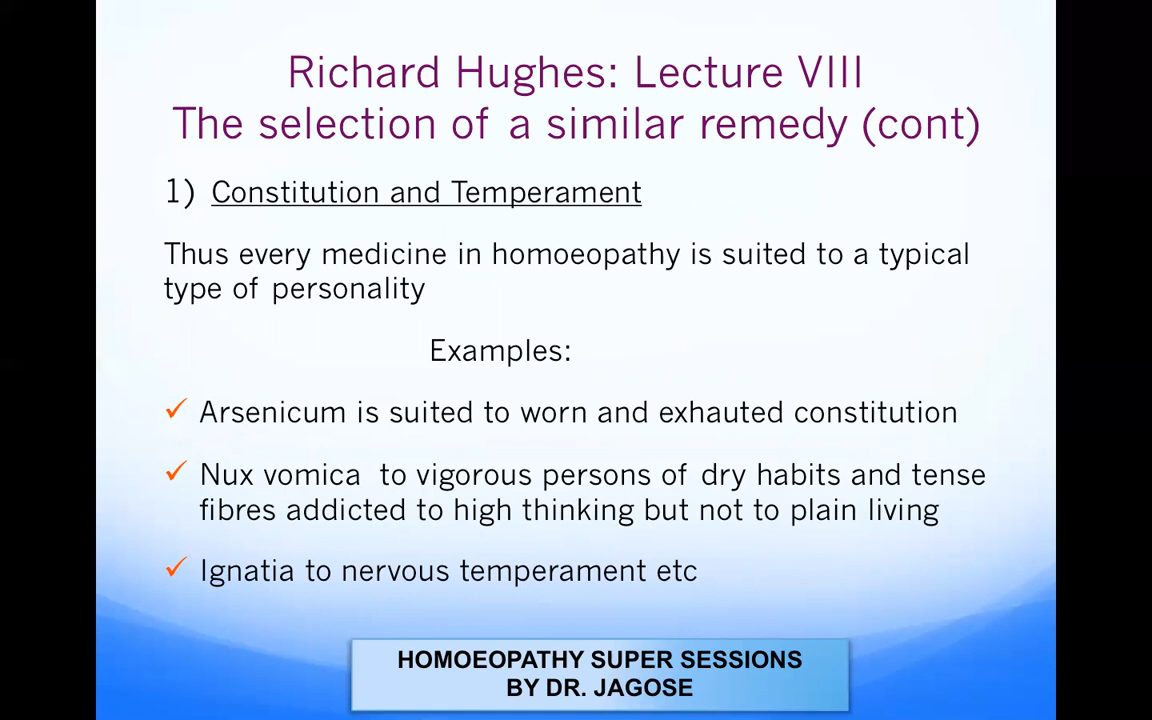 Richard Hughes: Lecture VIII
The selection of a similar remedy (cont)
1) Constitution and Temperament
Thus every medicine in homoeopathy is suited to a typical
type of personality
Examples:
✓ Arsenicum is suited to worn and exhauted constitution
✓ Nux vomica to vigorous persons of dry habits and tense
fibres addicted to high thinking but not to plain living
✓ Ignatia to nervous temperament etc
HOMOEOPATHY SUPER SESSIONS
BY DR. JAGOSE